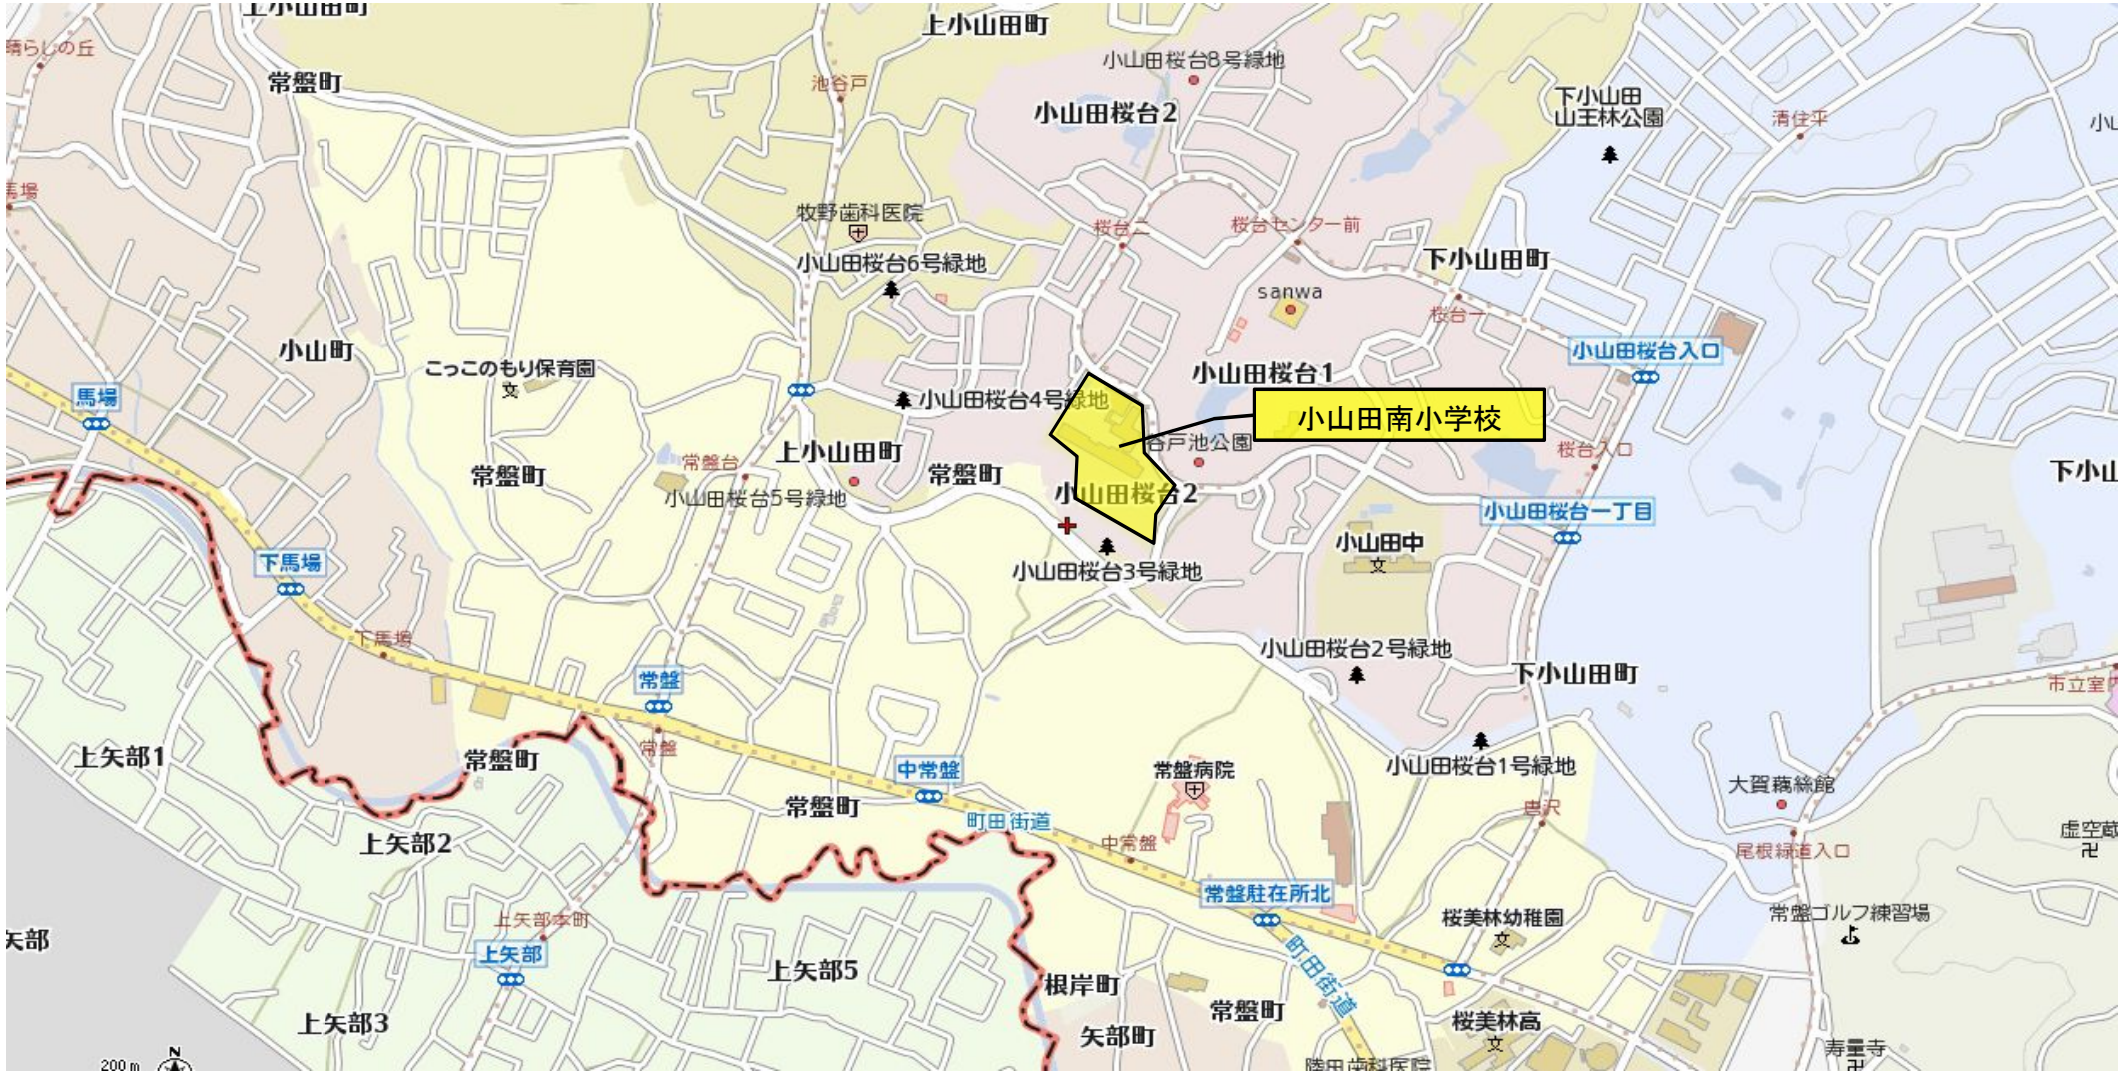 上小山田町
上小山田町
晴らしの丘
常盤町
池谷戸
小山田桜台8号緑地
小山田桜台2
下小山田
山王林公園
清住平
馬場
牧野歯科医院
小山田桜台6号緑地
桜台二
桜台センター前
下小山田町
sanwa
桜台一
小山町
こっこのもり保育園
小山田桜台入口
小山田桜台1
馬場
小山田桜台4号緑地
小山田南小学校
谷戸池公園
上小山田町
常盤台
常盤町
常盤町
桜台入口
下小山
小山田桜台5号緑地
小山田桜台2
小山田桜台一丁目
小山田中
下馬場
小山田桜台3号緑地
下馬場
小山田桜台2号緑地
下小山田町
常盤
市立室内
常盤
上矢部1
常盤町
中常盤
常盤病院
小山田桜台1号緑地
大賀藕絲館
常盤町
町田街道
唐沢
上矢部2
中常盤
尾根緑道入口
虚空蔵
常盤駐在所北
上矢部本町
桜美林幼稚園
常盤ゴルフ練習場
矢部
上矢部
上矢部5
町田街道
根岸町
常盤町
上矢部3
桜美林高
矢部町
寿量寺
200m
N